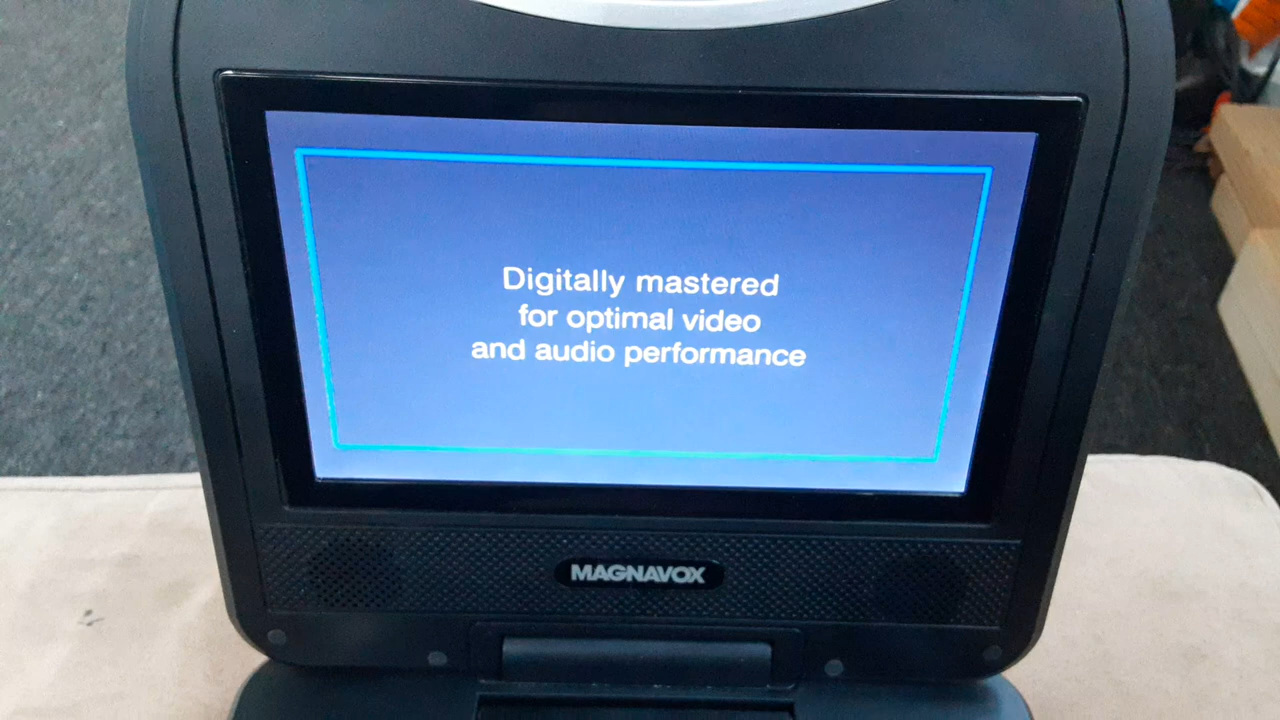 Digitally mastered
for optimal video
and audio performance
MAGNAVOX